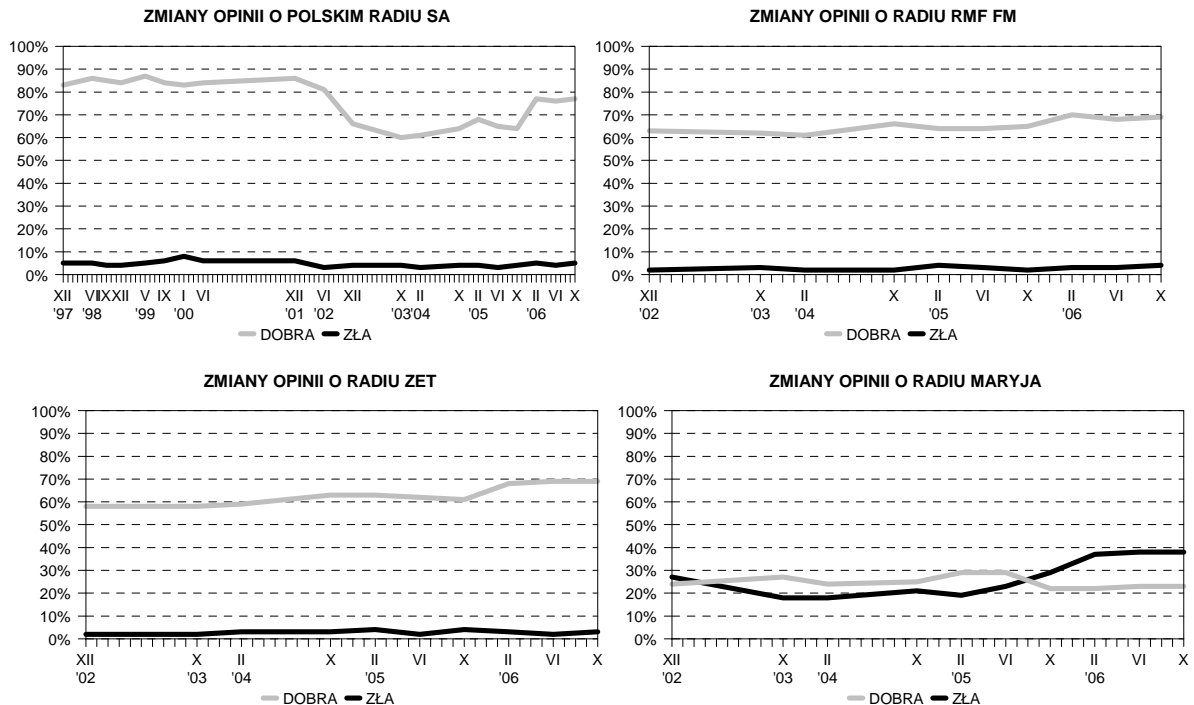 ZMIANY OPINII O POLSKIM RADIU SA
100%
90%
80%
70%
60%
50%
40%
30%
20%
10%
0%
XII VI IX XII V IX I VI XII VI XII X II X II VI X II VI X
'97 '98 '99 '00 '01 '02 '03 '04 '05 '06
DOBRA ZŁA
ZMIANY OPINII O RADIU RMF FM
100%
90%
80%
70%
60%
50%
40%
30%
20%
10%
0%
XII X II X II VI X II VI X
'02 '03 '04 '05 '06
DOBRA ZŁA
ZMIANY OPINII O RADIU ZET
100%
90%
80%
70%
60%
50%
40%
30%
20%
10%
0%
XII X II X II VI X II VI X
'02 '03 '04 '05 '06
DOBRA ZŁA
ZMIANY OPINII O RADIU MARYJA
100%
90%
80%
70%
60%
50%
40%
30%
20%
10%
0%
XII X II X II VI X II VI X
'02 '03 '04 '05 '06
DOBRA ZŁA